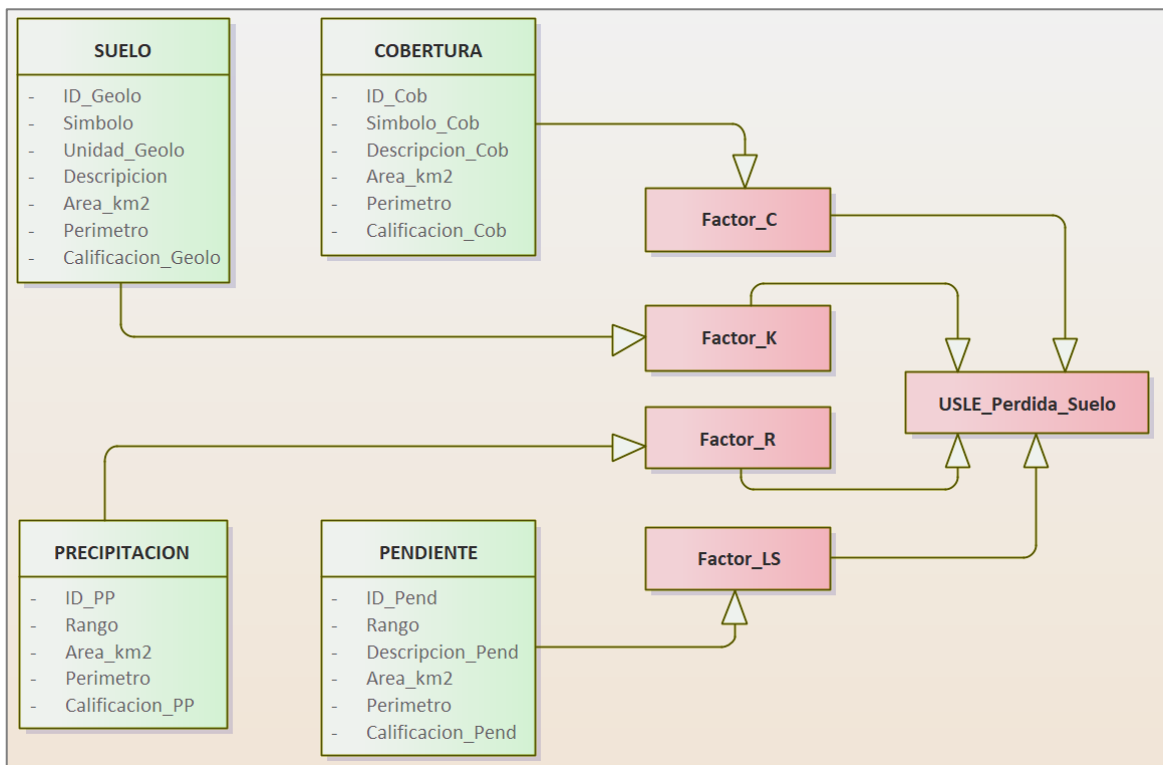 SUELO
- ID_Geolo
- Simbolo
- Unidad_Geolo
- Descripicion
- Area_km2
- Perimetro
- Calificacion_Geolo
COBERTURA
- ID_Cob
- Simbolo_Cob
- Descripcion_Cob
- Area_km2
- Perimetro
- Calificacion_Cob
Factor_C
Factor_K
USLE_Perdida_Suelo
Factor_R
PRECIPITACION
- ID_PP
- Rango
- Area_km2
- Perimetro
- Calificacion_PP
PENDIENTE
- ID_Pend
- Rango
- Descripcion_Pend
- Area_km2
- Perimetro
- Calificacion_Pend
Factor_LS